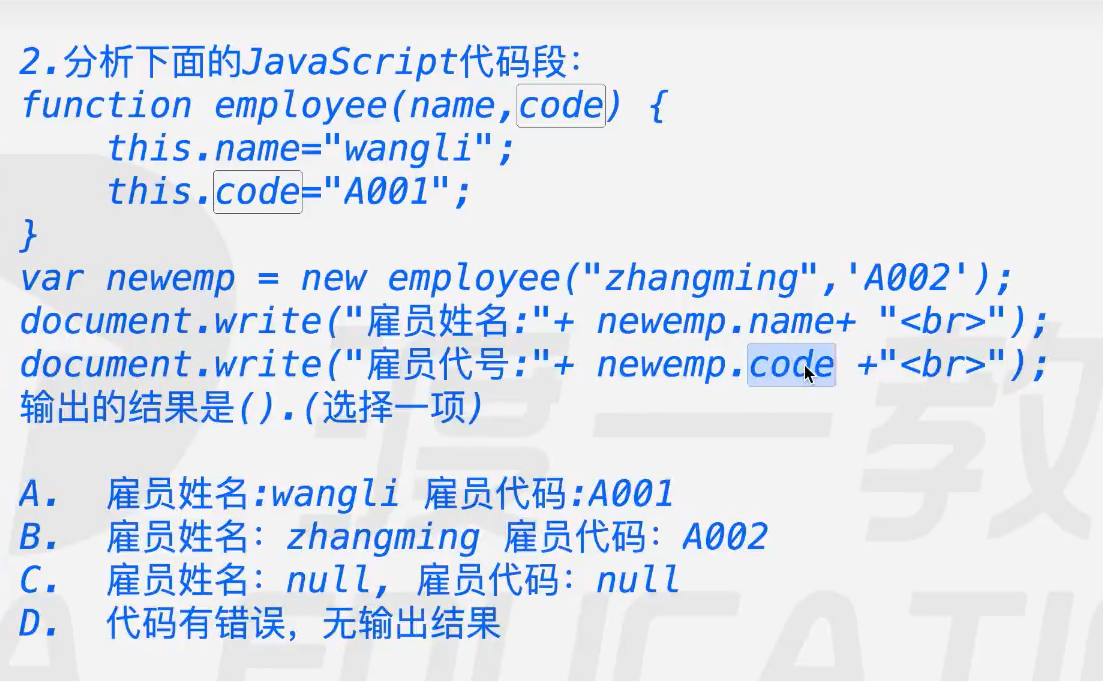 2.分析下面的JavaScript代码段:
function employee(name,code) {
    this.name="wangli";
    this.code="A001";
}
var newemp = new employee("zhangming",'A002');
document.write("雇员姓名:"+ newemp.name+ "<br>");
document.write("雇员代号:"+ newemp.code +"<br>");
输出的结果是().(选择一项)
A.  雇员姓名:wangli 雇员代码:A001
B.  雇员姓名: zhangming 雇员代码: A002
C.  雇员姓名: null, 雇员代码: null
D.  代码有错误, 无输出结果
渡一教
A EDUCATION